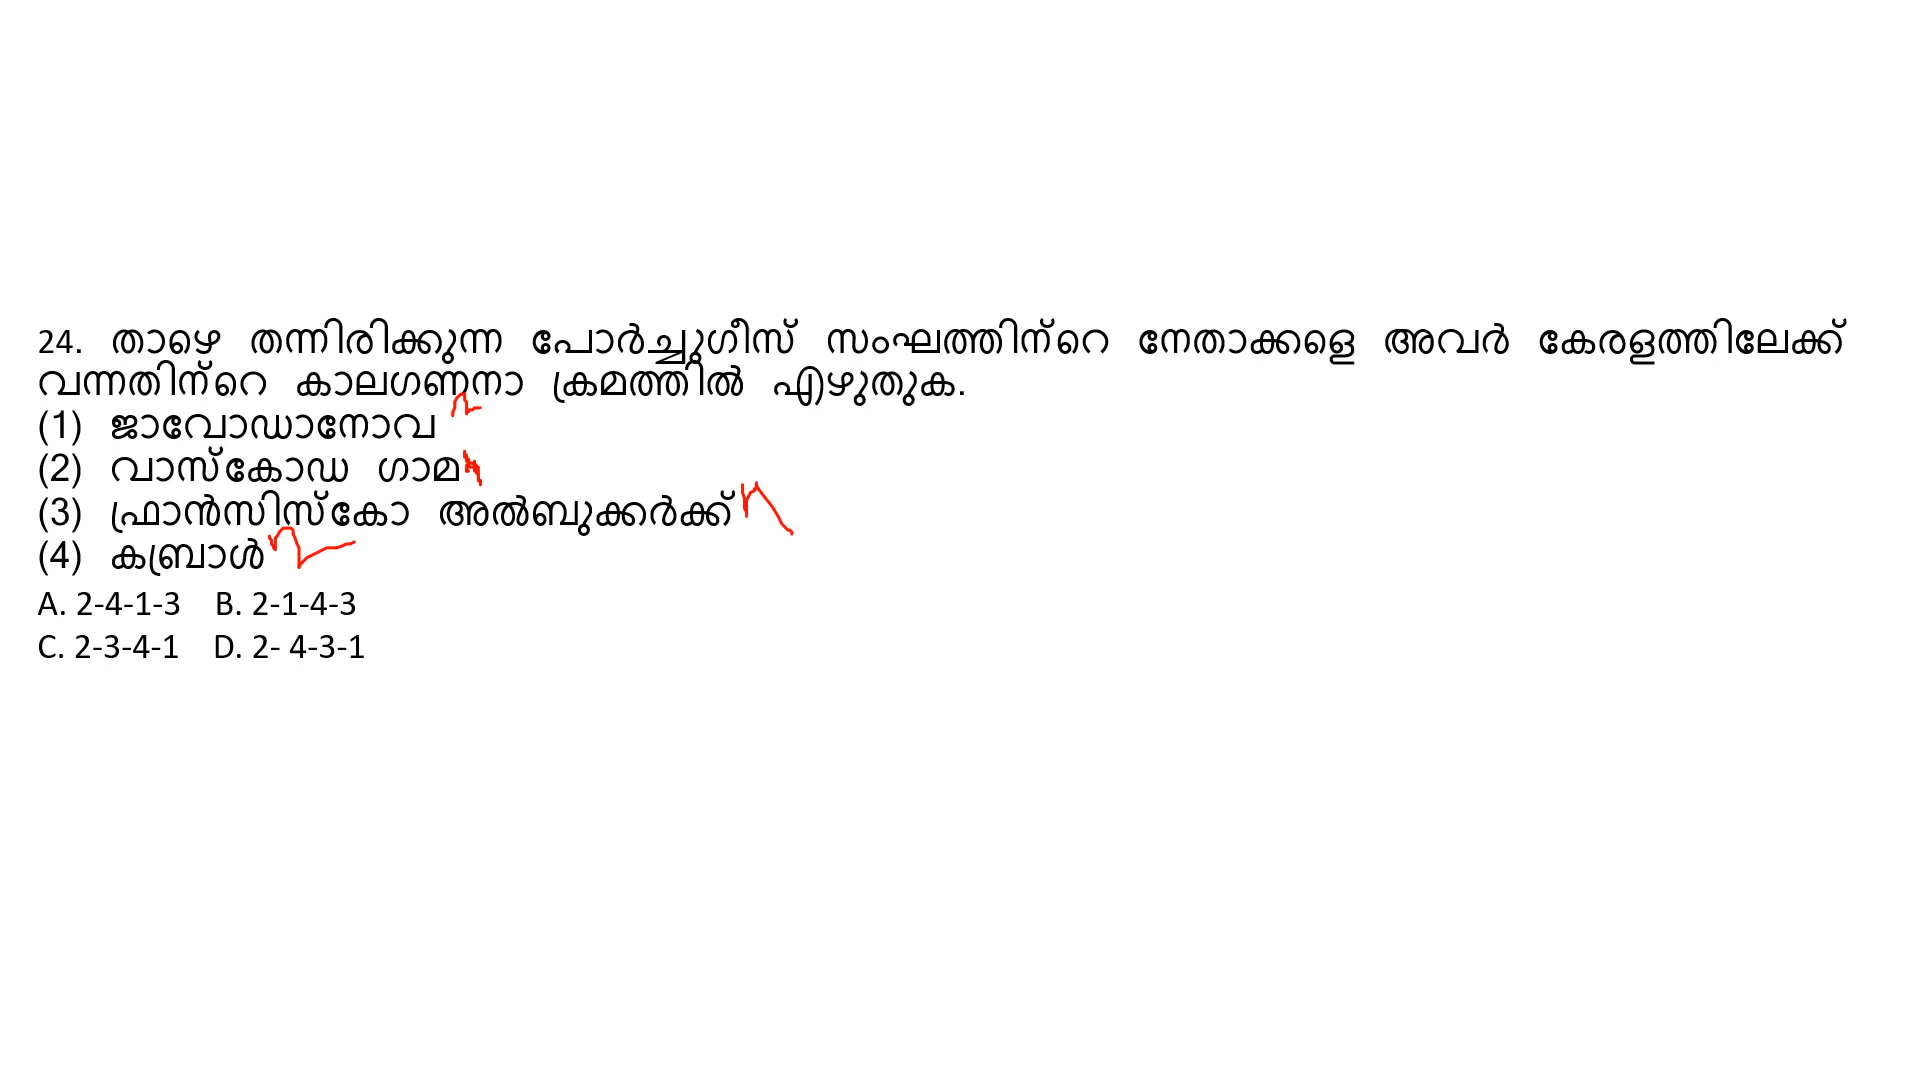 24. താഴെ തന്നിരിക്കുന്ന പോർച്ചുഗീസ് സംഘത്തിന്റെ നേതാക്കളെ അവർ കേരളത്തിലേക്ക്
വന്നതിന്റെ കാലഗണനാ ക്രമത്തിൽ എഴുതുക.
(1) ജാവോഡാനോവ
(2) വാസ്കോഡ ഗാമ
(3) ഫ്രാൻസിസ്കോ അൽബുക്കർക്ക്
(4) കബ്രാൾ
A. 2-4-1-3 B. 2-1-4-3
C. 2-3-4-1 D. 2- 4-3-1